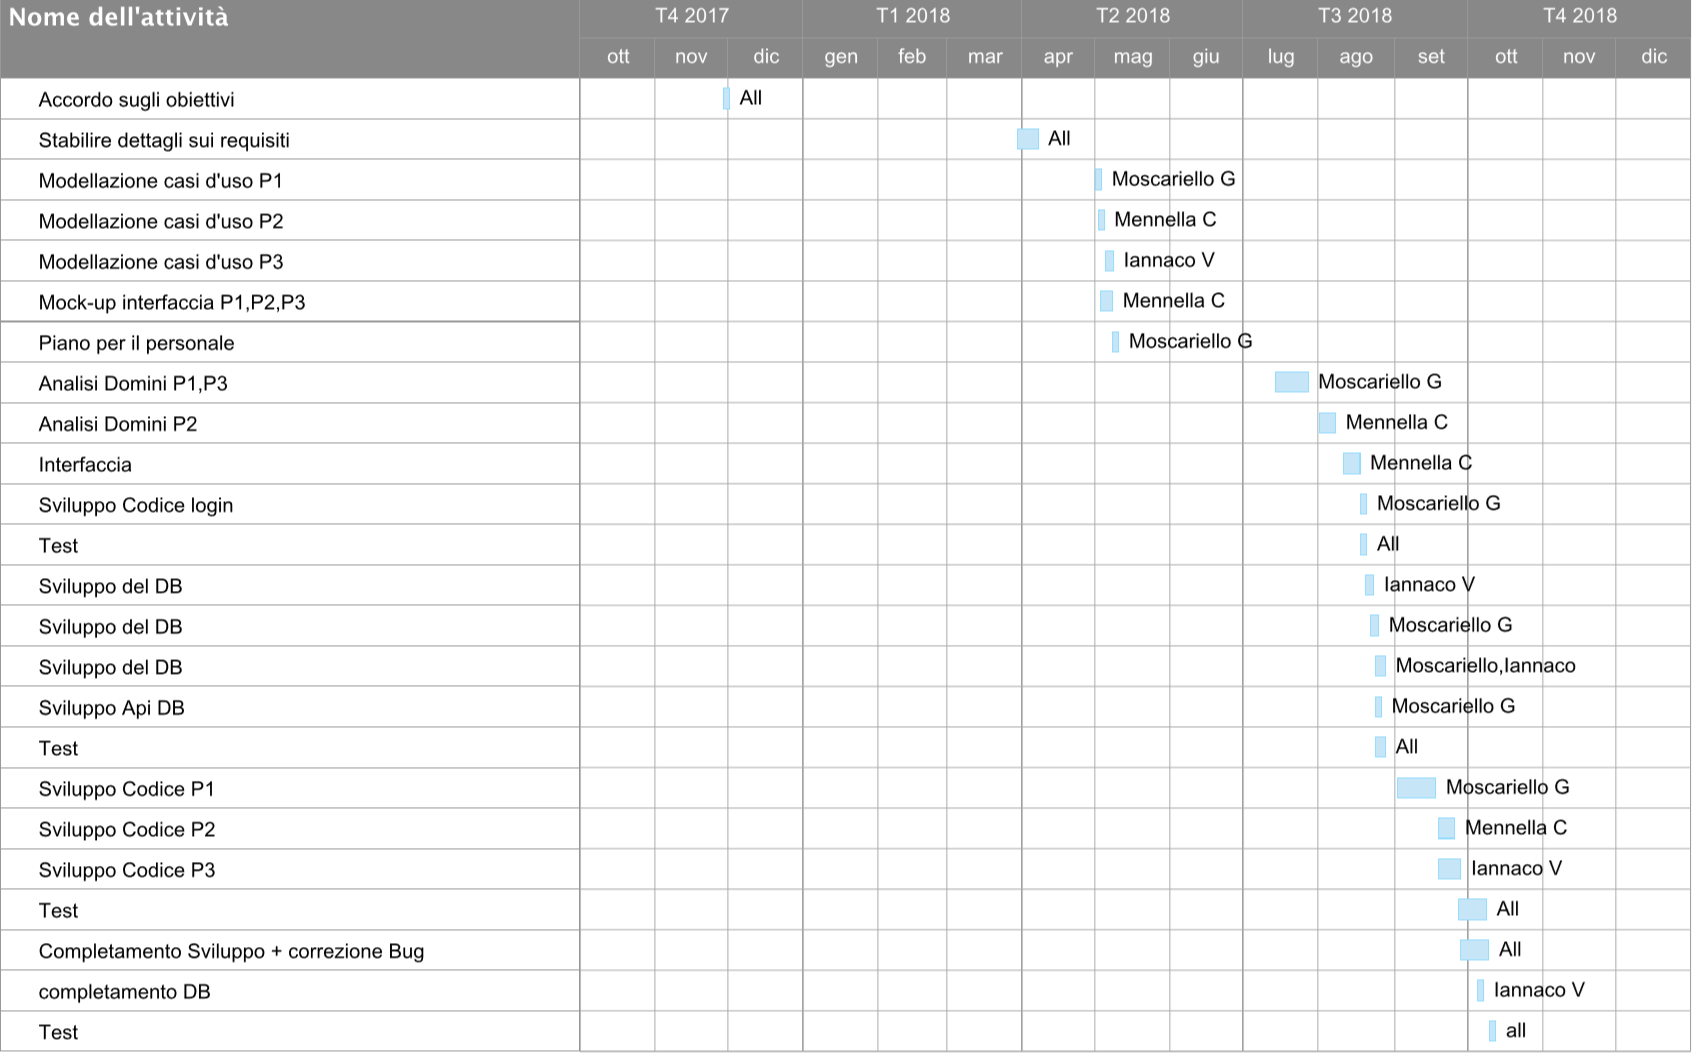 Nome dell'attività
T4 2017 T1 2018 T2 2018 T3 2018 T4 2018
ott nov dic gen feb mar apr mag giu lug ago set ott nov dic
Accordo sugli obiettivi All
Stabilire dettagli sui requisiti All
Modellazione casi d'uso P1 Moscariello G
Modellazione casi d'uso P2 Mennella C
Modellazione casi d'uso P3 Iannaco V
Mock-up interfaccia P1,P2,P3 Mennella C
Piano per il personale Moscariello G
Analisi Domini P1,P3 Moscariello G
Analisi Domini P2 Mennella C
Interfaccia Mennella C
Sviluppo Codice login Moscariello G
Test All
Sviluppo del DB Iannaco V
Sviluppo del DB Moscariello G
Sviluppo del DB Moscariello,Iannaco
Sviluppo Api DB Moscariello G
Test All
Sviluppo Codice P1 Moscariello G
Sviluppo Codice P2 Mennella C
Sviluppo Codice P3 Iannaco V
Test All
Completamento Sviluppo + correzione Bug All
completamento DB Iannaco V
Test all